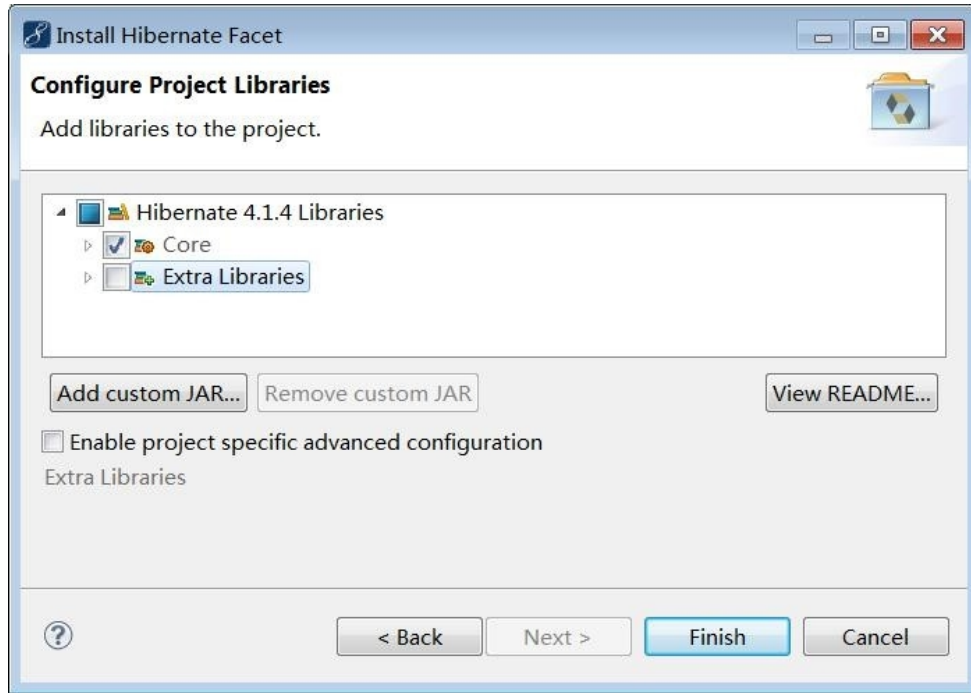 Install Hibernate Facet
Configure Project Libraries
Add libraries to the project.
Hibernate 4.1.4 Libraries
Core
Extra Libraries
Add custom JAR... Remove custom JAR View README...
Enable project specific advanced configuration
Extra Libraries
< Back Next > Finish Cancel